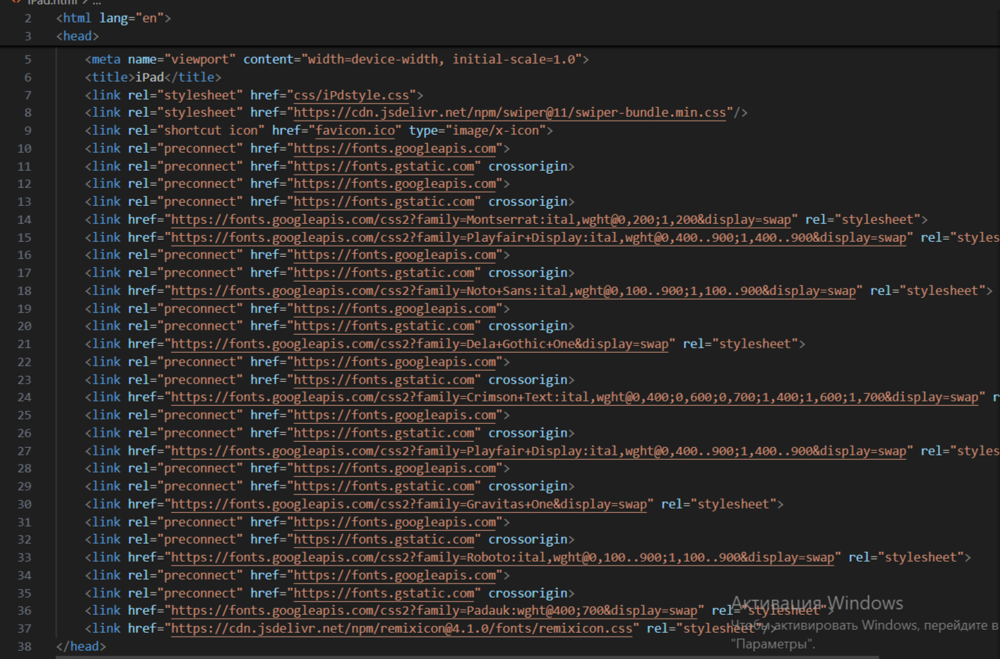 iPad.html > ...
2 <html lang="en">
3 <head>
5 <meta name="viewport" content="width=device-width, initial-scale=1.0">
6 <title>iPad</title>
7 <link rel="stylesheet" href="css/iPdstyle.css">
8 <link rel="stylesheet" href="https://cdn.jsdelivr.net/npm/swiper@11/swiper-bundle.min.css"/>
9 <link rel="shortcut icon" href="favicon.ico" type="image/x-icon">
10 <link rel="preconnect" href="https://fonts.googleapis.com">
11 <link rel="preconnect" href="https://fonts.gstatic.com" crossorigin>
12 <link rel="preconnect" href="https://fonts.googleapis.com">
13 <link rel="preconnect" href="https://fonts.gstatic.com" crossorigin>
14 <link href="https://fonts.googleapis.com/css2?family=Montserrat:ital,wght@0,200;1,200&display=swap" rel="stylesheet">
15 <link href="https://fonts.googleapis.com/css2?family=Playfair+Display:ital,wght@0,400..900;1,400..900&display=swap" rel="styles
16 <link rel="preconnect" href="https://fonts.googleapis.com">
17 <link rel="preconnect" href="https://fonts.gstatic.com" crossorigin>
18 <link href="https://fonts.googleapis.com/css2?family=Noto+Sans:ital,wght@0,100..900;1,100..900&display=swap" rel="stylesheet">
19 <link rel="preconnect" href="https://fonts.googleapis.com">
20 <link rel="preconnect" href="https://fonts.gstatic.com" crossorigin>
21 <link href="https://fonts.googleapis.com/css2?family=Dela+Gothic+One&display=swap" rel="stylesheet">
22 <link rel="preconnect" href="https://fonts.googleapis.com">
23 <link rel="preconnect" href="https://fonts.gstatic.com" crossorigin>
24 <link href="https://fonts.googleapis.com/css2?family=Crimson+Text:ital,wght@0,400;0,600;0,700;1,400;1,600;1,700&display=swap" r
25 <link rel="preconnect" href="https://fonts.googleapis.com">
26 <link rel="preconnect" href="https://fonts.gstatic.com" crossorigin>
27 <link href="https://fonts.googleapis.com/css2?family=Playfair+Display:ital,wght@0,400..900;1,400..900&display=swap" rel="styles
28 <link rel="preconnect" href="https://fonts.googleapis.com">
29 <link rel="preconnect" href="https://fonts.gstatic.com" crossorigin>
30 <link href="https://fonts.googleapis.com/css2?family=Gravitas+One&display=swap" rel="stylesheet">
31 <link rel="preconnect" href="https://fonts.googleapis.com">
32 <link rel="preconnect" href="https://fonts.gstatic.com" crossorigin>
33 <link href="https://fonts.googleapis.com/css2?family=Roboto:ital,wght@0,100..900;1,100..900&display=swap" rel="stylesheet">
34 <link rel="preconnect" href="https://fonts.googleapis.com">
35 <link rel="preconnect" href="https://fonts.gstatic.com" crossorigin>
36 <link href="https://fonts.googleapis.com/css2?family=Padauk:wght@400;700&display=swap" rel="stylesheet">
37 <link href="https://cdn.jsdelivr.net/npm/remixicon@4.1.0/fonts/remixicon.css" rel="stylesheet"/>
38 </head>
Активация Windows
Чтобы активировать Windows, перейдите в
"Параметры".